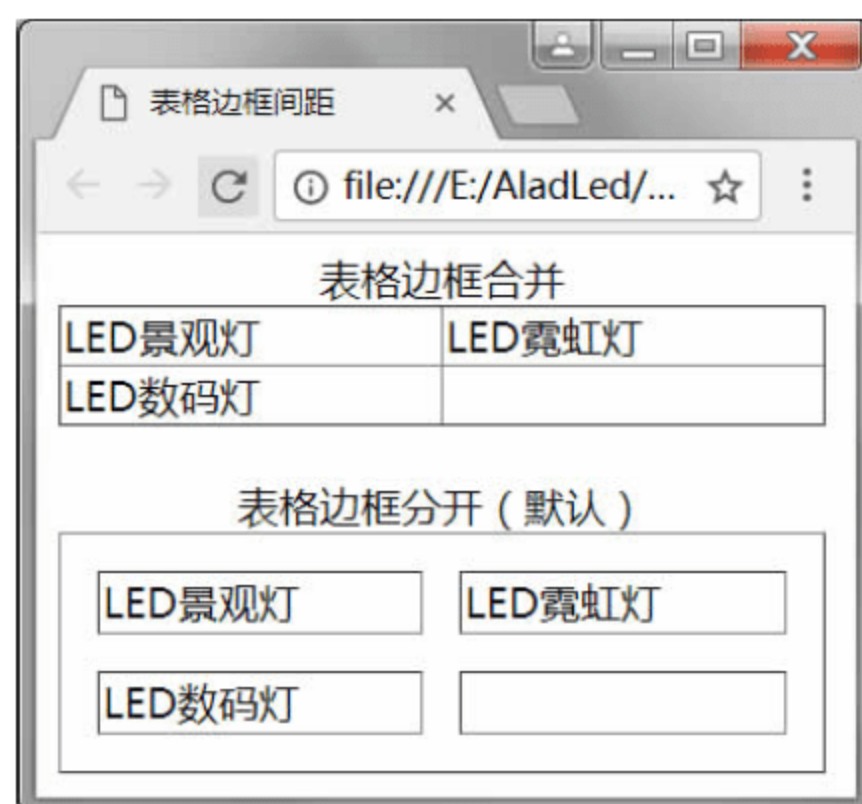 表格边框间距
file:///E:/AladLed/...
表格边框合并
LED景观灯 LED霓虹灯
LED数码灯
表格边框分开（默认）
LED景观灯 LED霓虹灯
LED数码灯